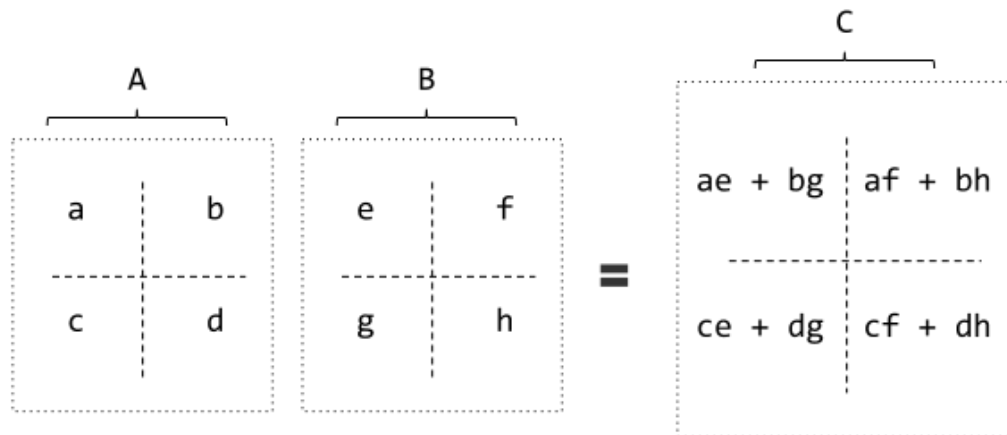 A B C
a b e f = ae + bg af + bh
c d g h ce + dg cf + dh